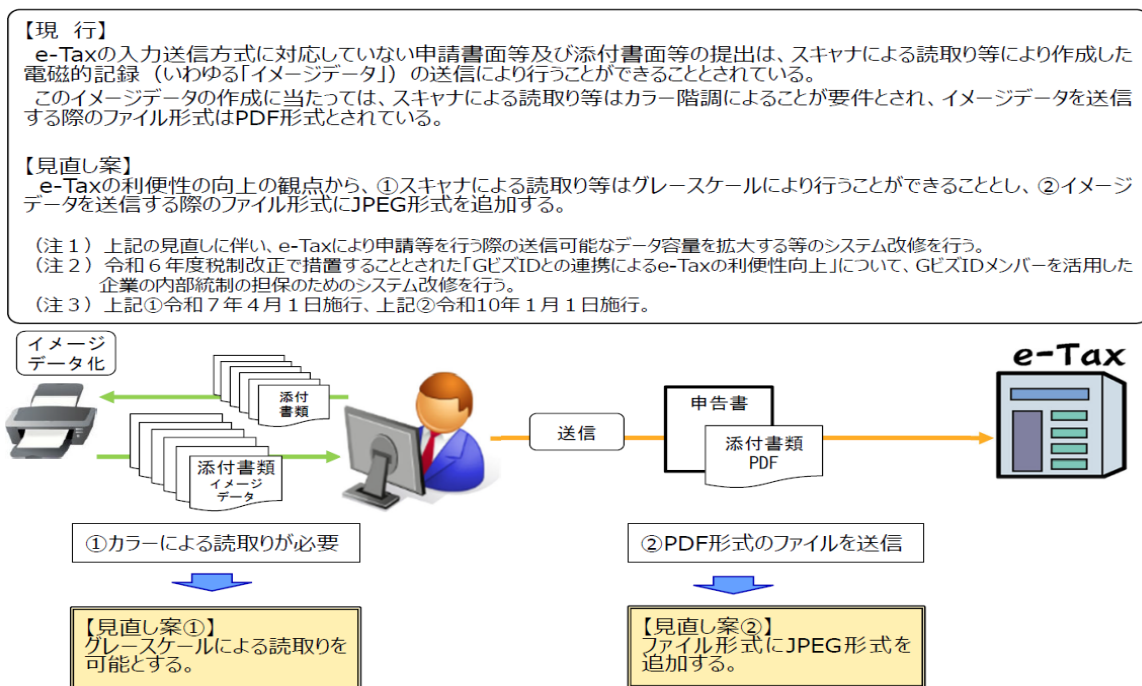 【現　行】
e-Taxの入力送信方式に対応していない申請書面等及び添付書面等の提出は、スキャナによる読取り等により作成した
電磁的記録（いわゆる「イメージデータ」）の送信により行うことができることとされている。
このイメージデータの作成に当たっては、スキャナによる読取り等はカラー階調によることが要件とされ、イメージデータを送信
する際のファイル形式はPDF形式とされている。
【見直し案】
e-Taxの利便性の向上の観点から、①スキャナによる読取り等はグレースケールにより行うことができることとし、②イメージ
データを送信する際のファイル形式にJPEG形式を追加する。
（注１）上記の見直しに伴い、e-Taxにより申請等を行う際の送信可能なデータ容量を拡大する等のシステム改修を行う。
（注２）令和６年度税制改正で措置することとされた「GビズIDとの連携によるe-Taxの利便性向上」について、GビズIDメンバーを活用した
企業の内部統制の担保のためのシステム改修を行う。
（注３）上記①令和７年４月１日施行、上記②令和10年１月１日施行。
イメージ
データ化
添付
書類
添付書類
イメージ
データ
送信
申告書
添付書類
PDF
e-Tax
①カラーによる読取りが必要
②PDF形式のファイルを送信
【見直し案①】
グレースケールによる読取りを
可能とする。
【見直し案②】
ファイル形式にJPEG形式を
追加する。